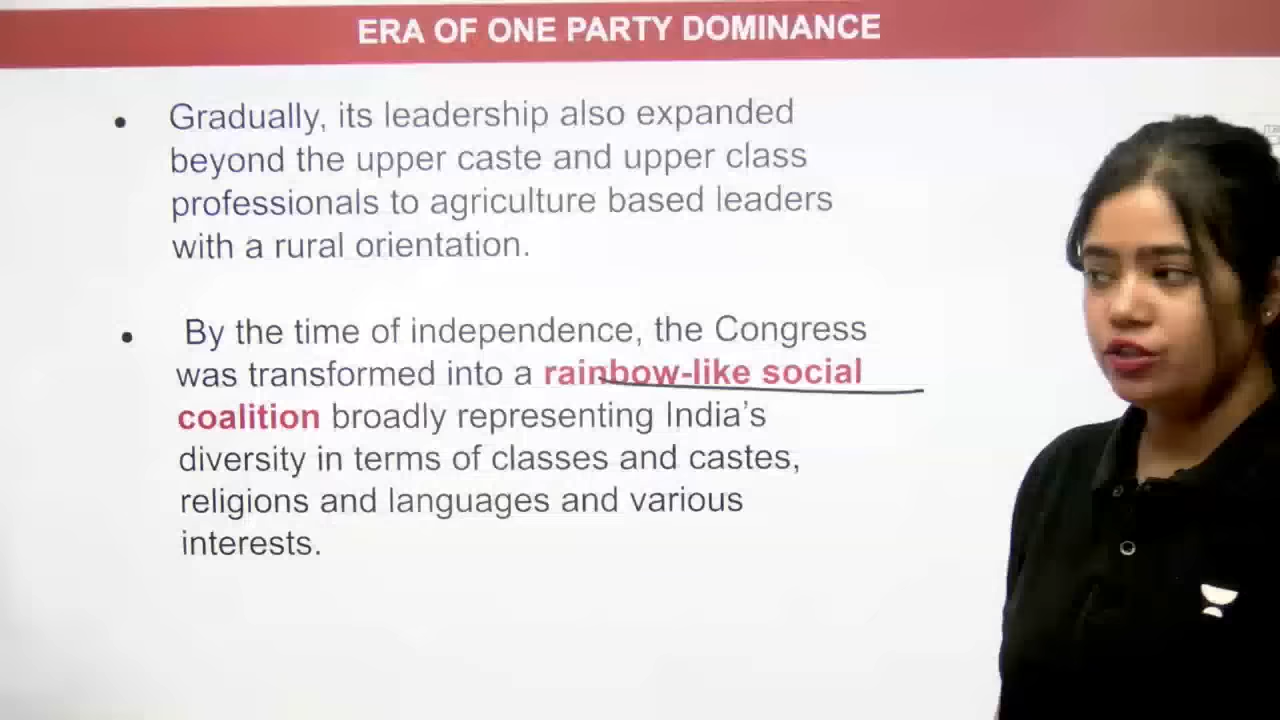 ERA OF ONE PARTY DOMINANCE
• Gradually, its leadership also expanded
beyond the upper caste and upper class
professionals to agriculture based leaders
with a rural orientation.
• By the time of independence, the Congress
was transformed into a rainbow-like social
coalition broadly representing India's
diversity in terms of classes and castes,
religions and languages and various
interests.